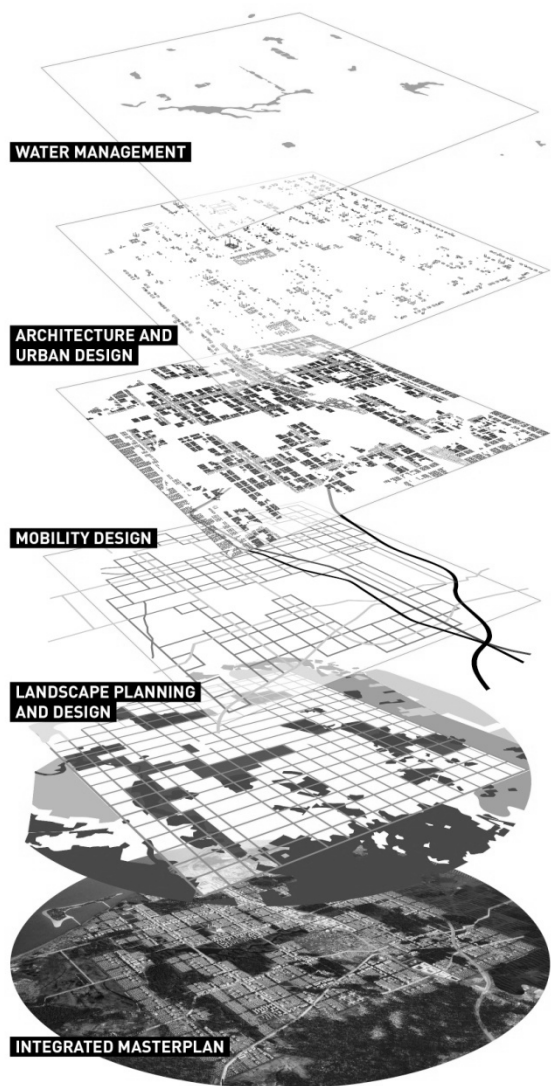 WATER MANAGEMENT
ARCHITECTURE AND
URBAN DESIGN
MOBILITY DESIGN
LANDSCAPE PLANNING
AND DESIGN
INTEGRATED MASTERPLAN